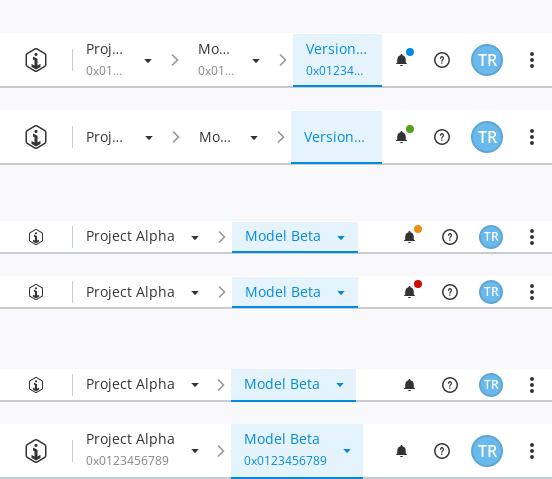 Proj... Mo... Version...
0x01... 0x01... 0x01234... TR
Proj... Mo... Version... TR
Project Alpha Model Beta TR
Project Alpha Model Beta TR
Project Alpha Model Beta TR
Project Alpha Model Beta
0x0123456789 0x0123456789 TR